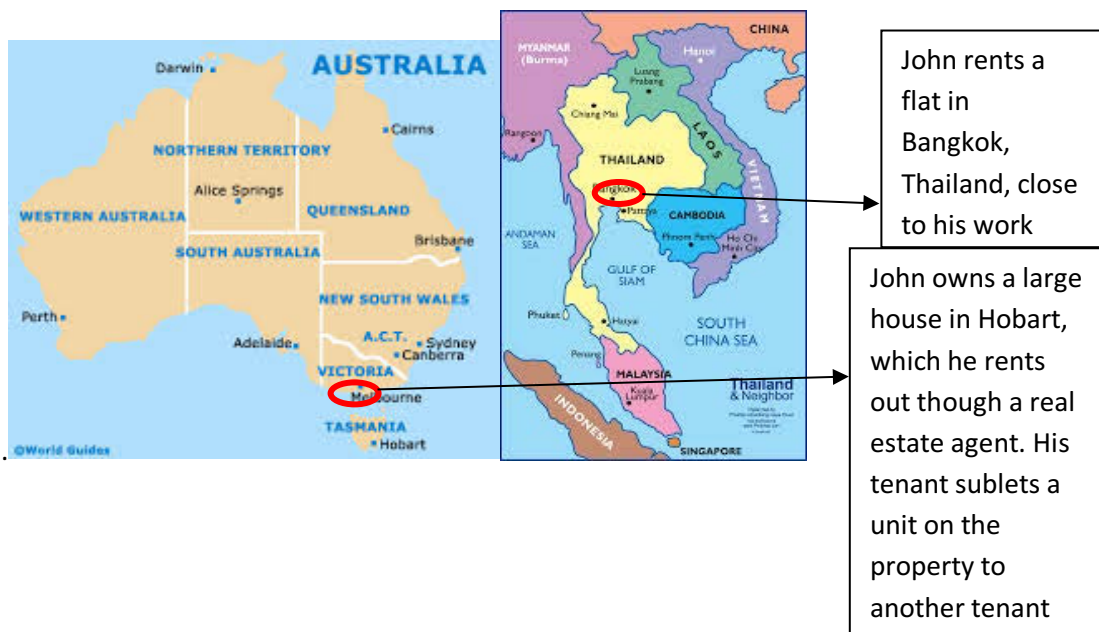 AUSTRALIA
Darwin
Cairns
NORTHERN TERRITORY
Alice Springs
WESTERN AUSTRALIA
QUEENSLAND
Brisbane
SOUTH AUSTRALIA
NEW SOUTH WALES
Perth
Adelaide
A.C.T.
Sydney
Canberra
VICTORIA
Melbourne
TASMANIA
Hobart
©World Guides
.
CHINA
MYANMAR
(Burma)
Hanoi
Luang
Prabang
Chiang Mai
LAOS
Rangoon
THAILAND
VIETNAM
Bangkok
Pattya
CAMBODIA
Phnom Penh
Ho Chi
Minh City
ANDAMAN
SEA
GULF OF
SIAM
Phuket
Hatyai
SOUTH
CHINA SEA
Penang
MALAYSIA
Kuala
Lumpur
Thailand
& Neighbor
INDONESIA
SINGAPORE
John rents a
flat in
Bangkok,
Thailand, close
to his work
John owns a large
house in Hobart,
which he rents
out though a real
estate agent. His
tenant sublets a
unit on the
property to
another tenant